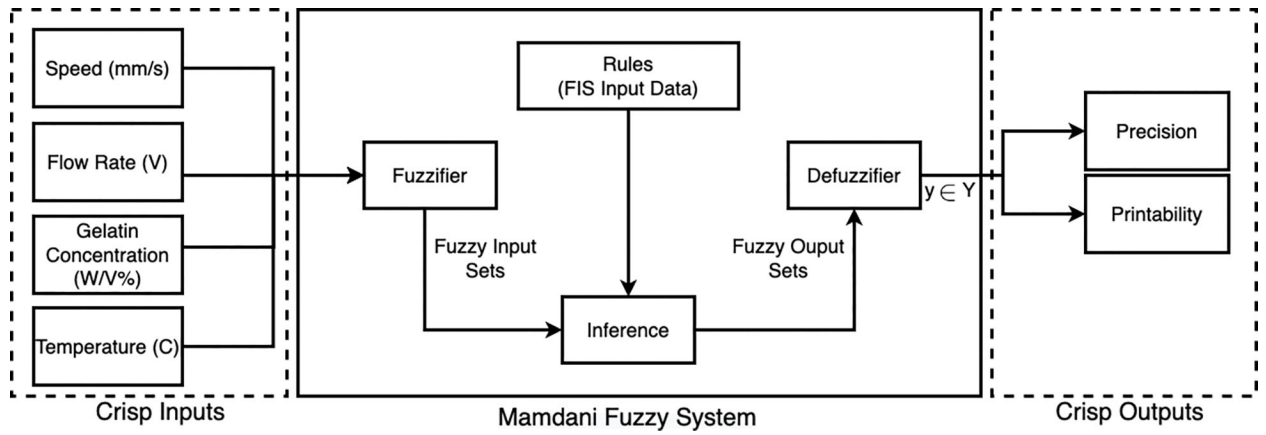 Speed (mm/s)
Flow Rate (V)
Gelatin
Concentration
(W/V%)
Temperature (C)
Crisp Inputs
Rules
(FIS Input Data)
Fuzzifier
Fuzzy Input
Sets
Inference
Fuzzy Ouput
Sets
Defuzzifier
y ∈ Y
Mamdani Fuzzy System
Precision
Printability
Crisp Outputs